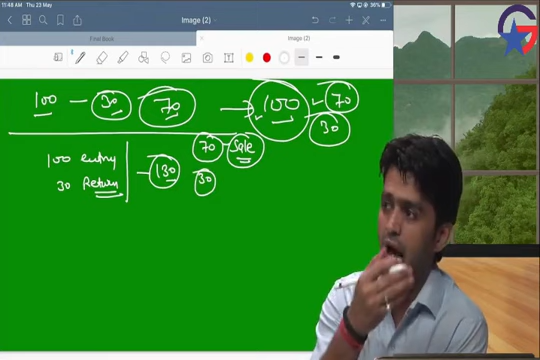 11:48 AM Thu 23 May
36%
Image (2)
Final Book
Image (2)
100 - 30 70 → 100 70
30
100 entry
70 - Sale
30 Return - 130 30
G